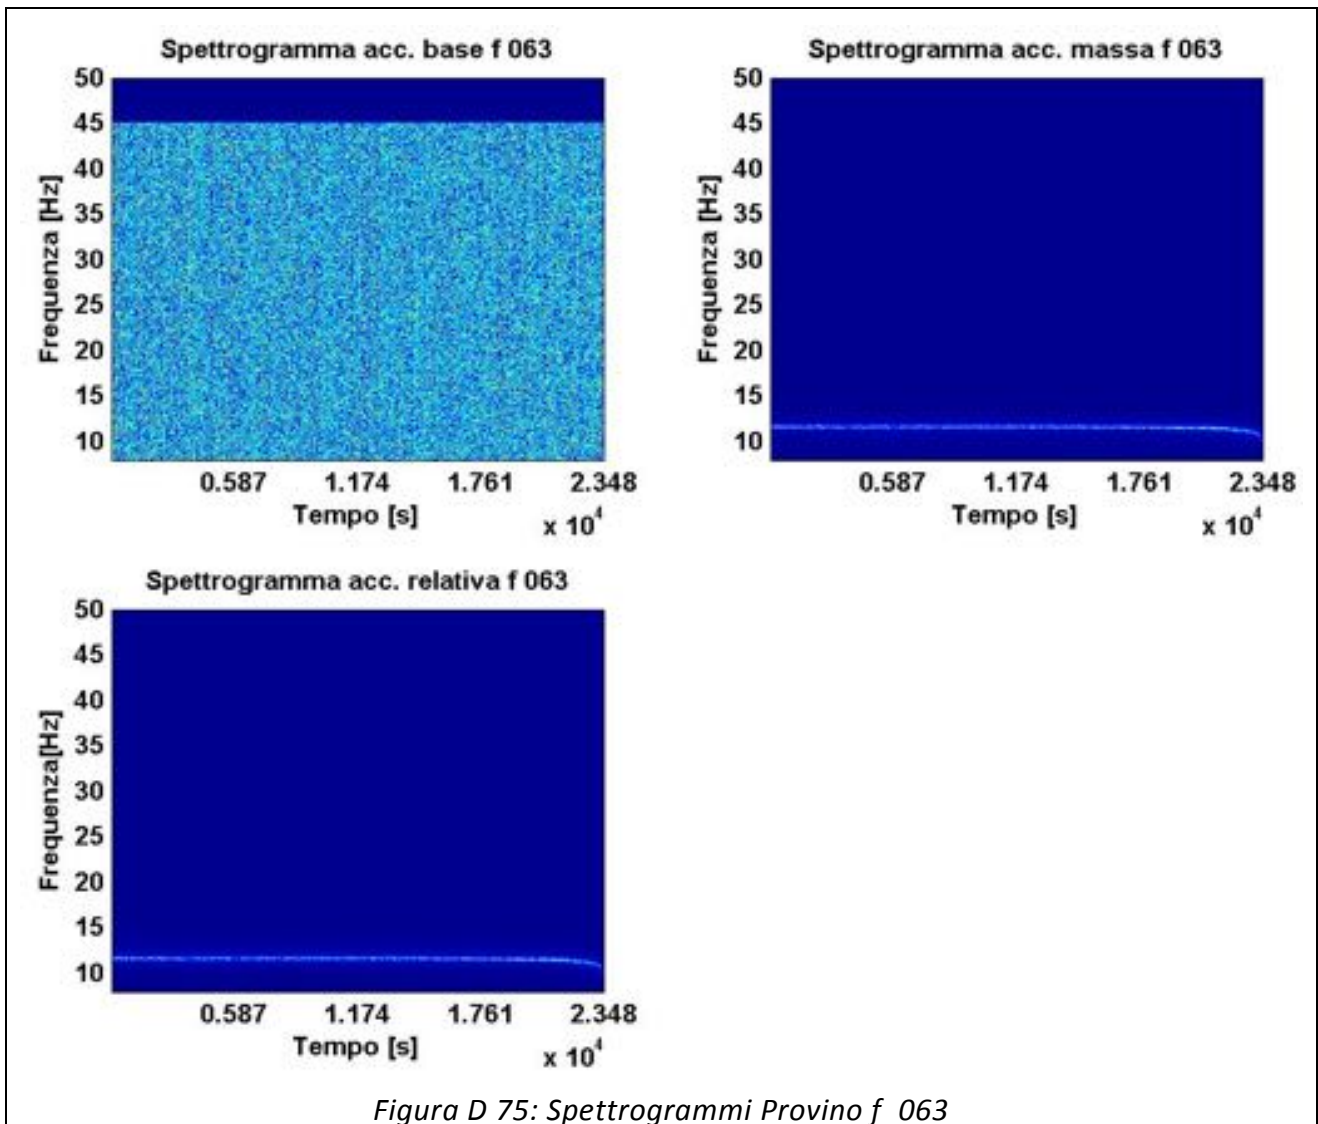 Spettrogramma acc. base f 063
50
45
40
35
30
25
20
15
10
Frequenza [Hz]
0.587 1.174 1.761 2.348
Tempo [s]
x 10^4
Spettrogramma acc. massa f 063
50
45
40
35
30
25
20
15
10
Frequenza [Hz]
0.587 1.174 1.761 2.348
Tempo [s]
x 10^4
Spettrogramma acc. relativa f 063
50
45
40
35
30
25
20
15
10
Frequenza[Hz]
0.587 1.174 1.761 2.348
Tempo [s]
x 10^4
Figura D 75: Spettrogrammi Provino f 063